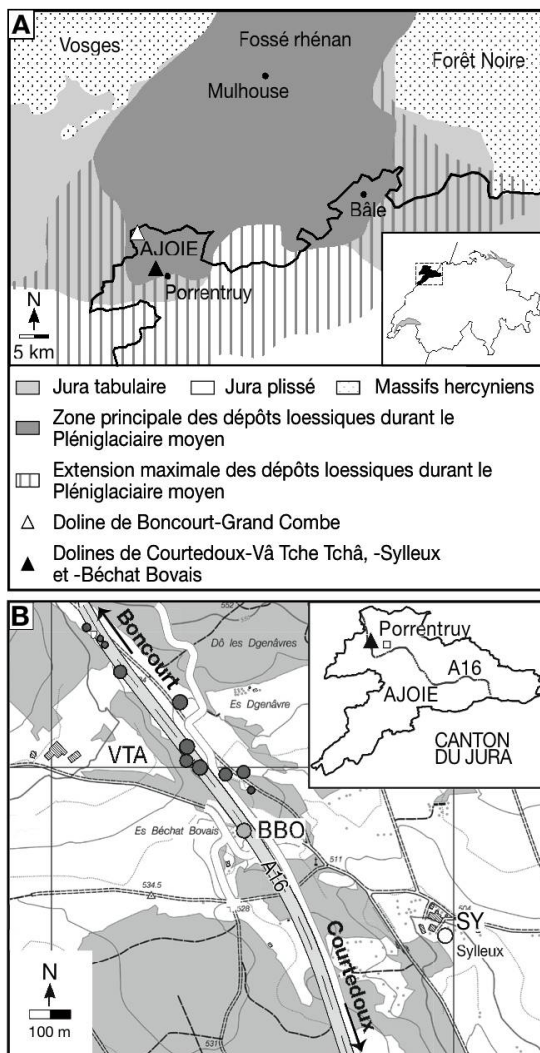 A
Vosges
Fossé rhénan
Forêt Noire
Mulhouse
Bâle
AJOIE
Porrentruy
N
5 km
Jura tabulaire
Jura plissé
Massifs hercyniens
Zone principale des dépôts loessiques durant le
Pléniglaciaire moyen
Extension maximale des dépôts loessiques durant le
Pléniglaciaire moyen
Doline de Boncourt-Grand Combe
Dolines de Courtedoux-Vâ Tche Tchâ, -Sylleux
et -Béchat Bovais
B
Boncourt
552
Dô les Dgenâvres
Es Dgenâvre
VTA
Es Béchat Bovais
BBO
A16
511
534.5
528
SY
Sylleux
Courtedoux
531
N
100 m
Porrentruy
A16
AJOIE
CANTON
DU JURA